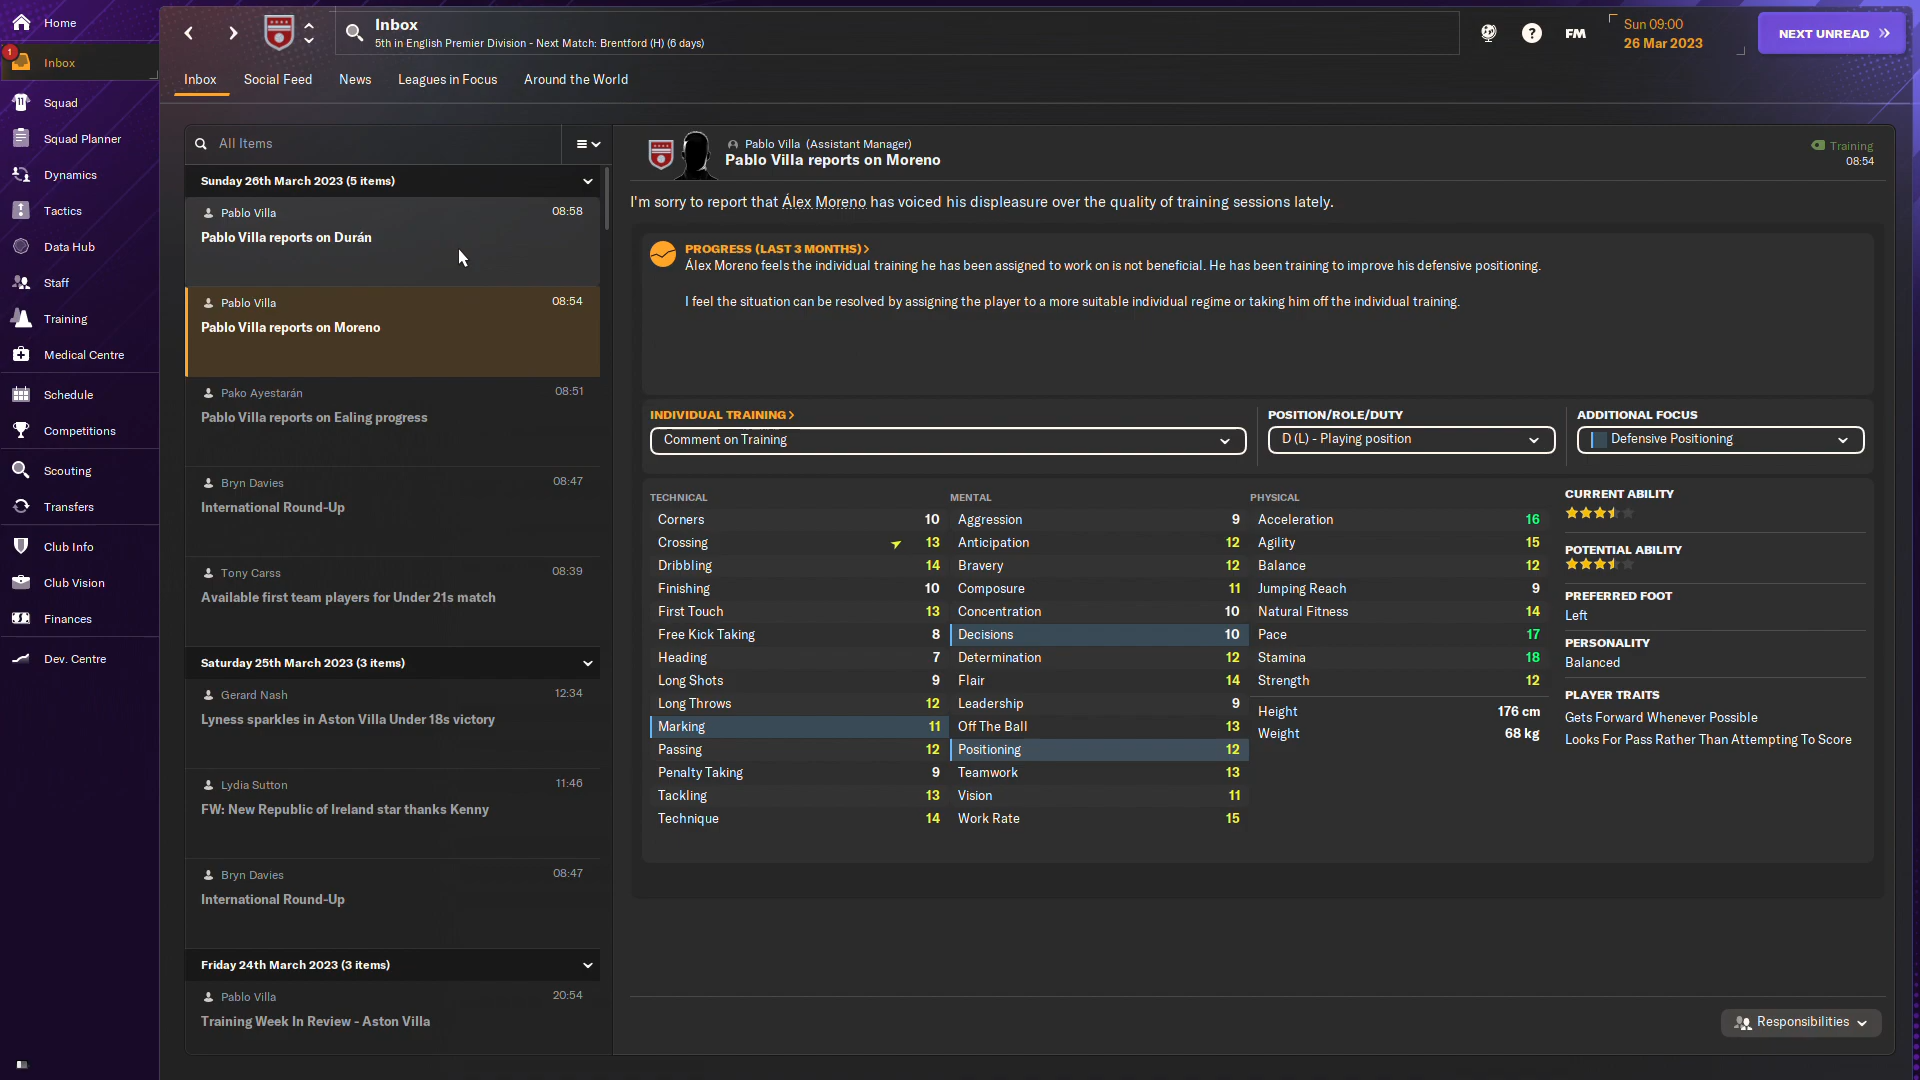 Home
1
Inbox
Squad
Squad Planner
Dynamics
Tactics
Data Hub
Staff
Training
Medical Centre
Schedule
Competitions
Scouting
Transfers
Club Info
Club Vision
Finances
Dev. Centre
Inbox
5th in English Premier Division - Next Match: Brentford (H) (6 days)
FM
Sun 09:00
26 Mar 2023
NEXT UNREAD
Inbox
Social Feed
News
Leagues in Focus
Around the World
All Items
Sunday 26th March 2023 (5 items)
Pablo Villa 08:58
Pablo Villa reports on Durán
Pablo Villa 08:54
Pablo Villa reports on Moreno
Pako Ayestarán 08:51
Pablo Villa reports on Ealing progress
Bryn Davies 08:47
International Round-Up
Tony Carss 08:39
Available first team players for Under 21s match
Saturday 25th March 2023 (3 items)
Gerard Nash 12:34
Lyness sparkles in Aston Villa Under 18s victory
Lydia Sutton 11:46
FW: New Republic of Ireland star thanks Kenny
Bryn Davies 08:47
International Round-Up
Friday 24th March 2023 (3 items)
Pablo Villa 20:54
Training Week In Review - Aston Villa
Pablo Villa (Assistant Manager)
Pablo Villa reports on Moreno
Training
08:54
I'm sorry to report that Álex Moreno has voiced his displeasure over the quality of training sessions lately.
PROGRESS (LAST 3 MONTHS) >
Álex Moreno feels the individual training he has been assigned to work on is not beneficial. He has been training to improve his defensive positioning.
I feel the situation can be resolved by assigning the player to a more suitable individual regime or taking him off the individual training.
INDIVIDUAL TRAINING >
Comment on Training
POSITION/ROLE/DUTY
D (L) - Playing position
ADDITIONAL FOCUS
Defensive Positioning
TECHNICAL
Corners 10
Crossing 13
Dribbling 14
Finishing 10
First Touch 13
Free Kick Taking 8
Heading 7
Long Shots 9
Long Throws 12
Marking 11
Passing 12
Penalty Taking 9
Tackling 13
Technique 14
MENTAL
Aggression 9
Anticipation 12
Bravery 12
Composure 11
Concentration 10
Decisions 10
Determination 12
Flair 14
Leadership 9
Off The Ball 13
Positioning 12
Teamwork 13
Vision 11
Work Rate 15
PHYSICAL
Acceleration 16
Agility 15
Balance 12
Jumping Reach 9
Natural Fitness 14
Pace 17
Stamina 18
Strength 12
Height 176 cm
Weight 68 kg
CURRENT ABILITY
POTENTIAL ABILITY
PREFERRED FOOT
Left
PERSONALITY
Balanced
PLAYER TRAITS
Gets Forward Whenever Possible
Looks For Pass Rather Than Attempting To Score
Responsibilities